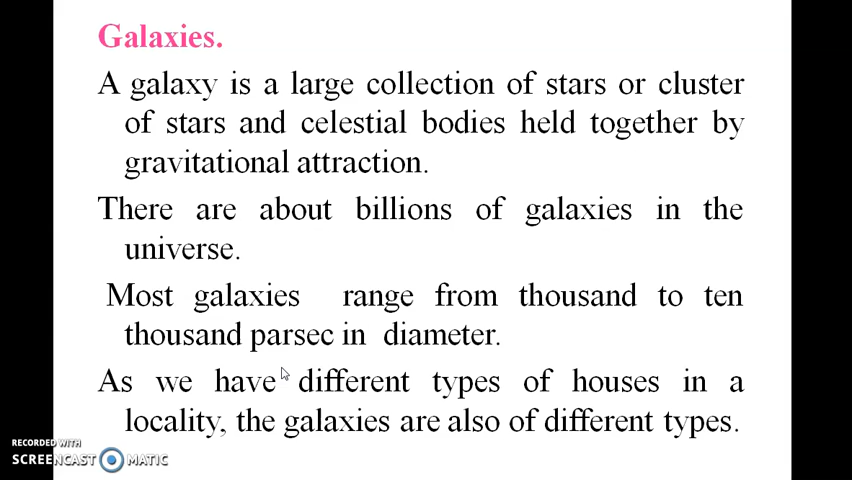 Galaxies.
A galaxy is a large collection of stars or cluster
of stars and celestial bodies held together by
gravitational attraction.
There are about billions of galaxies in the
universe.
Most galaxies range from thousand to ten
thousand parsec in diameter.
As we have different types of houses in a
locality, the galaxies are also of different types.
RECORDED WITH
SCREENCAST MATIC